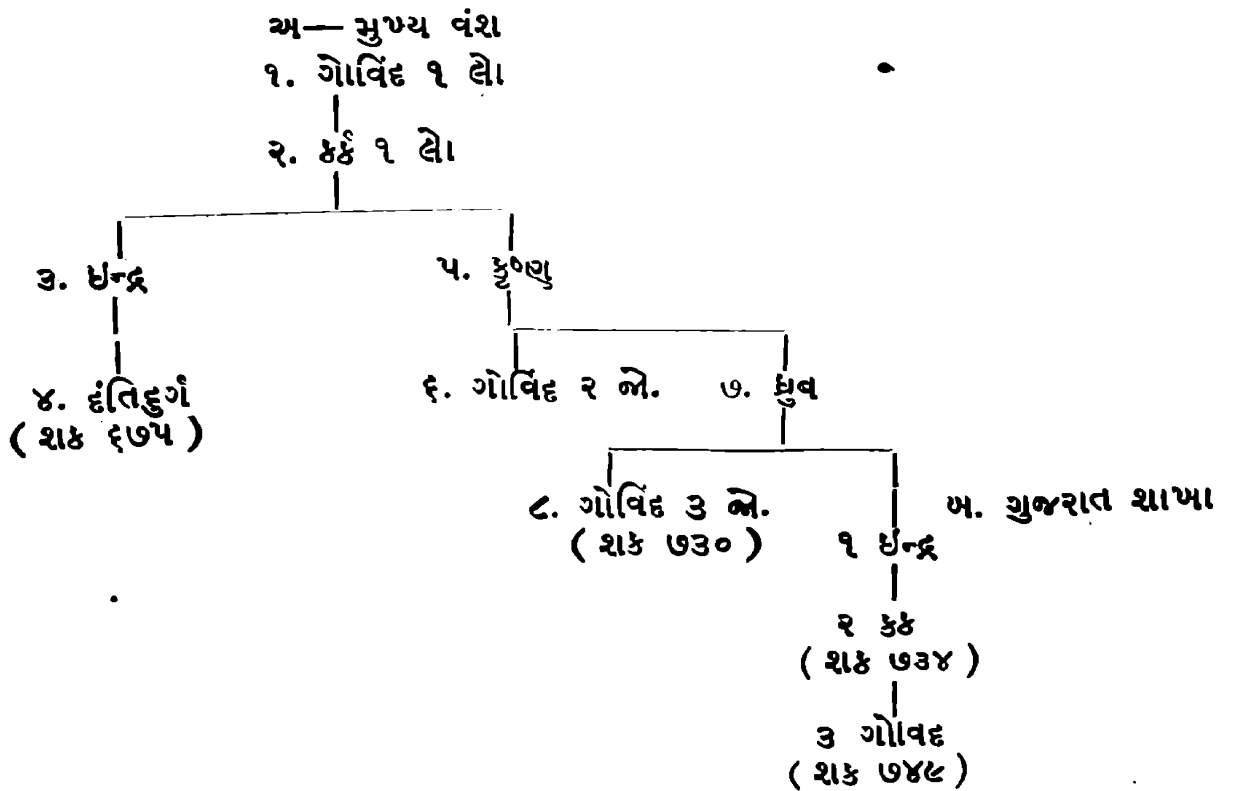 અ— મુખ્ય વંશ
૧. ગોવિંદ ૧ લો
૨. કર્ક ૧ લો
૩. ઇન્દ્ર
૫. કૃષ્ણ
૪. દંતિદુર્ગ
( શક ૬૭૫ )
૬. ગોવિંદ ૨ જો.
૭. ધ્રુવ
૮. ગોવિંદ ૩ જો.
( શક ૭૩૦ )
ખ. ગુજરાત શાખા
૧ ઇન્દ્ર
૨ કર્ક
( શક ૭૩૪ )
૩ ગોવિંદ
( શક ૭૪૯ )